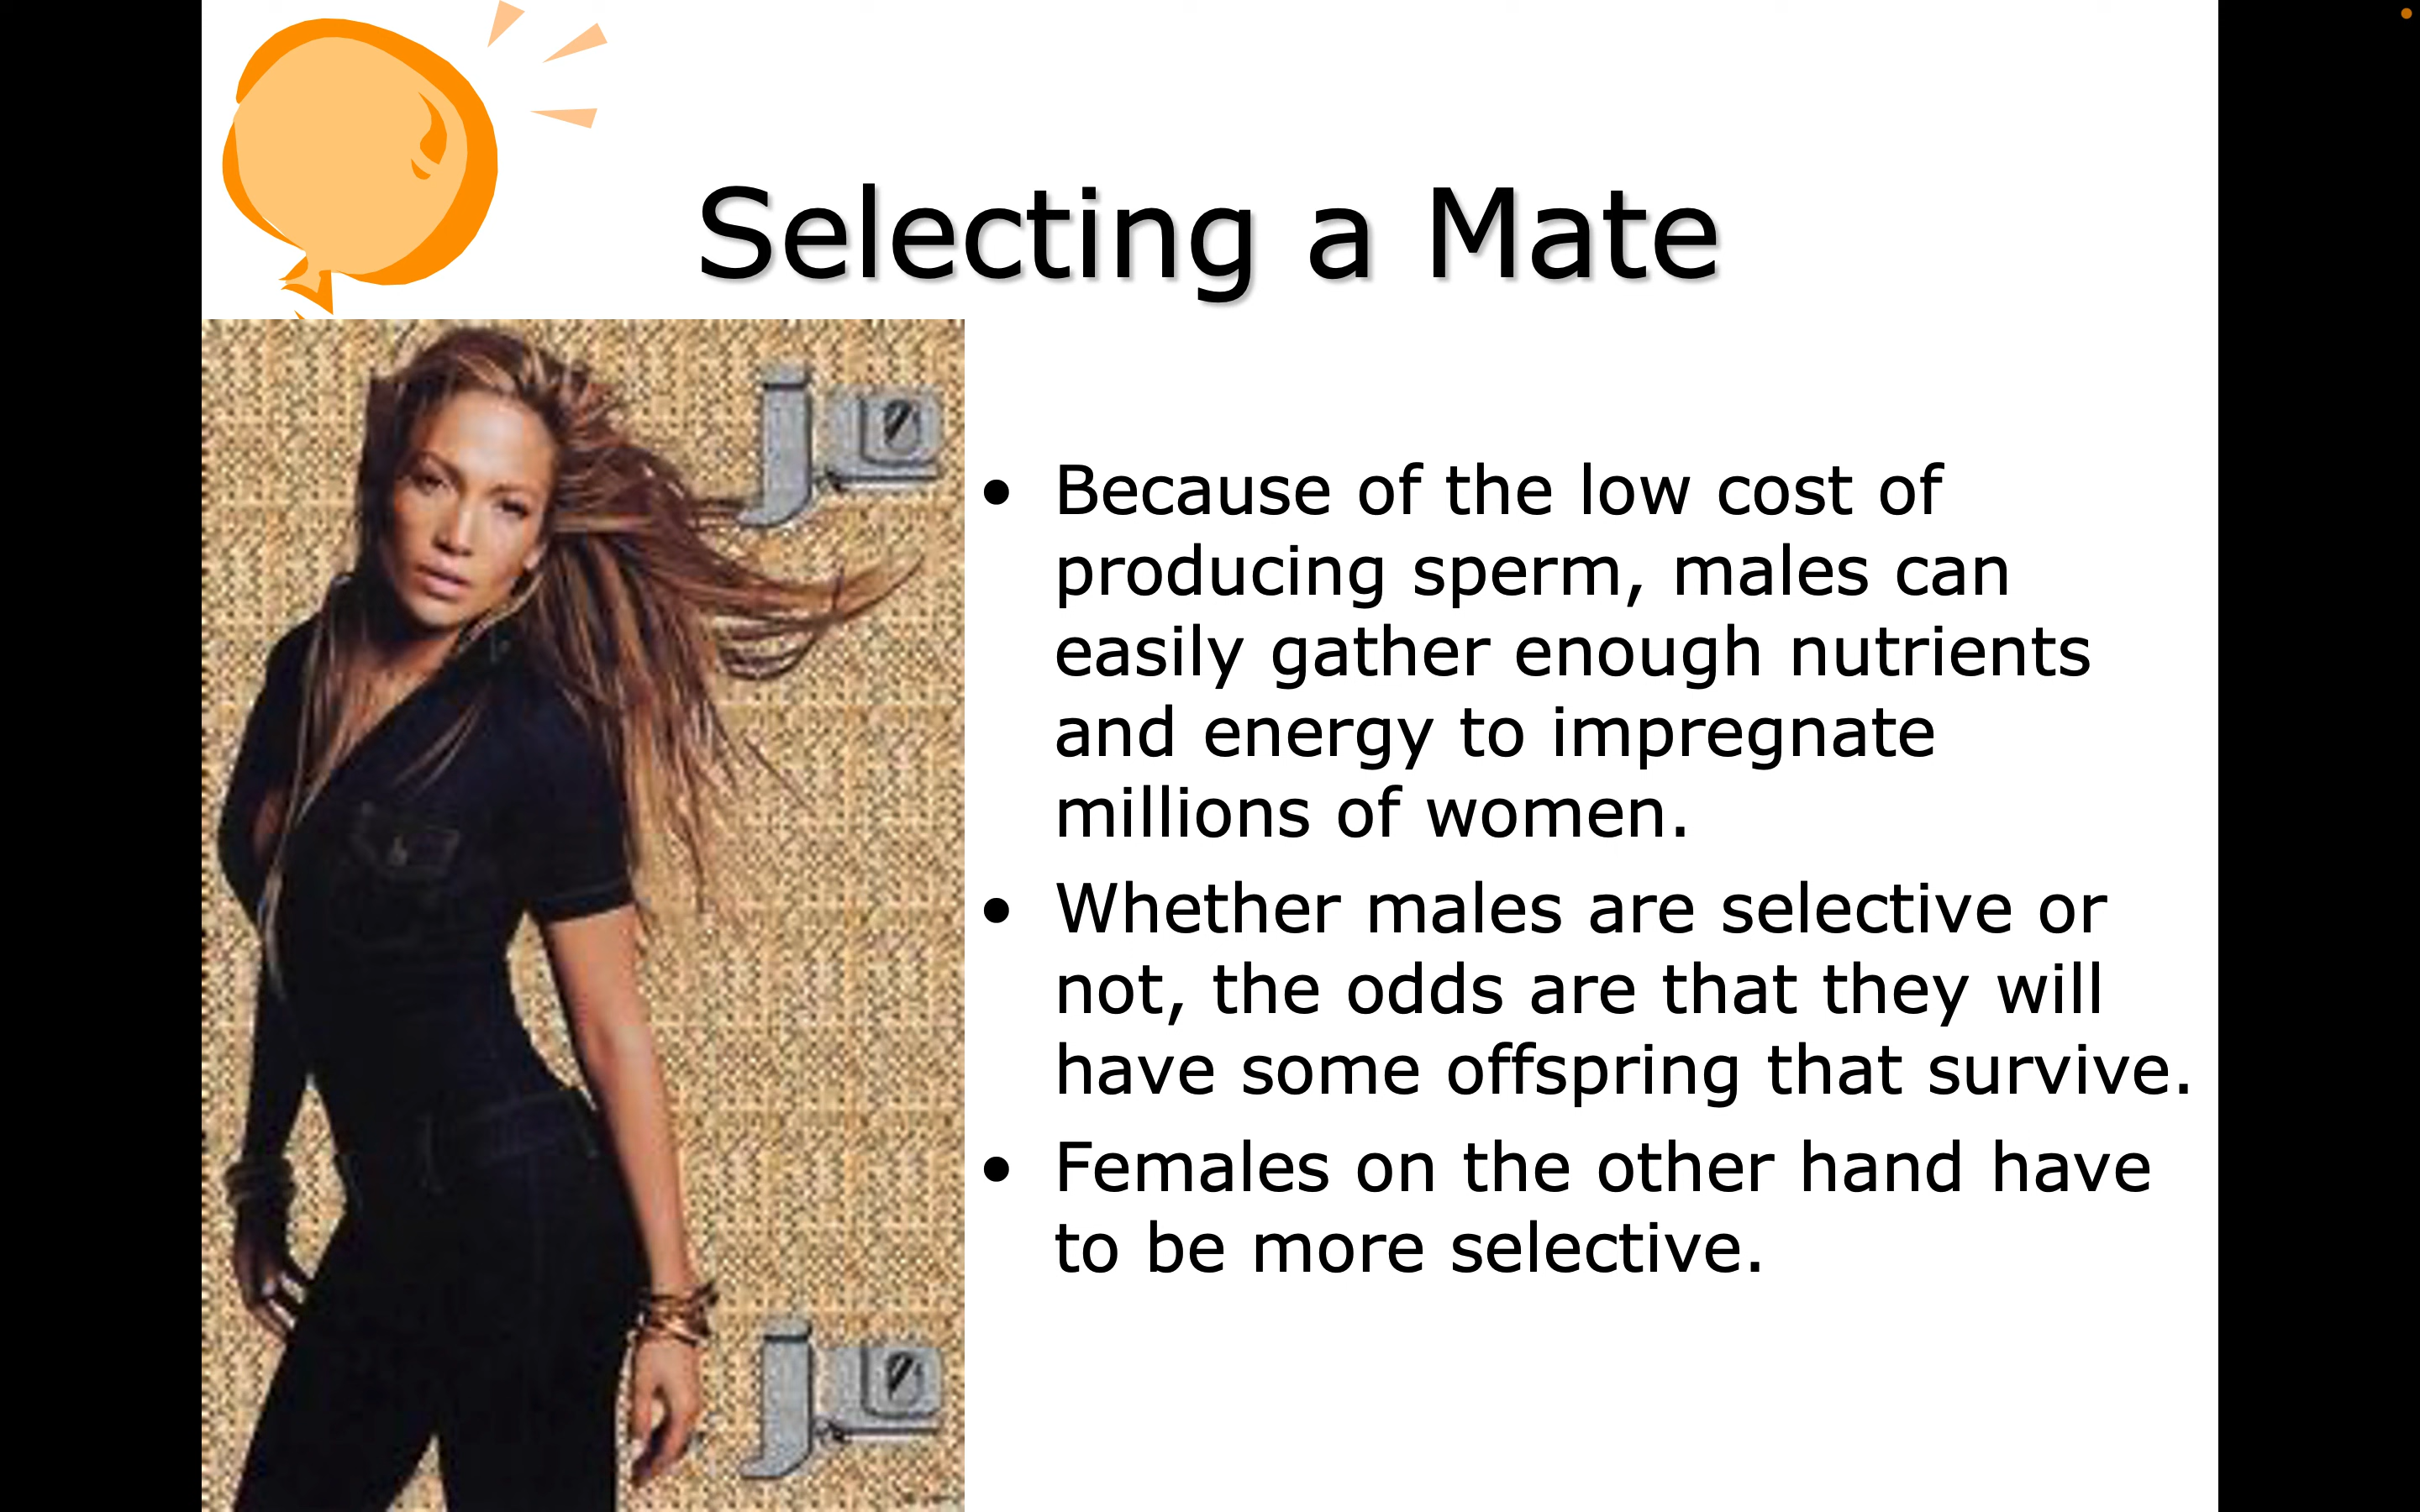 Selecting a Mate
• Because of the low cost of
producing sperm, males can
easily gather enough nutrients
and energy to impregnate
millions of women.
• Whether males are selective or
not, the odds are that they will
have some offspring that survive.
• Females on the other hand have
to be more selective.